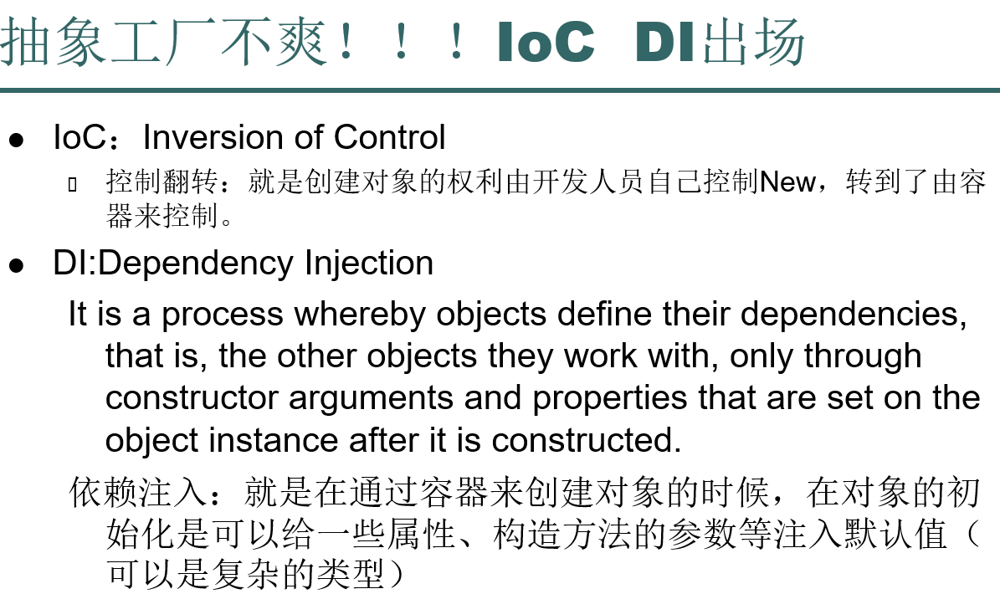 抽象工厂不爽！！！IoC DI出场
● IoC：Inversion of Control
▯ 控制翻转：就是创建对象的权利由开发人员自己控制New，转到了由容
器来控制。
● DI:Dependency Injection
It is a process whereby objects define their dependencies,
that is, the other objects they work with, only through
constructor arguments and properties that are set on the
object instance after it is constructed.
依赖注入：就是在通过容器来创建对象的时候，在对象的初
始化是可以给一些属性、构造方法的参数等注入默认值（
可以是复杂的类型）